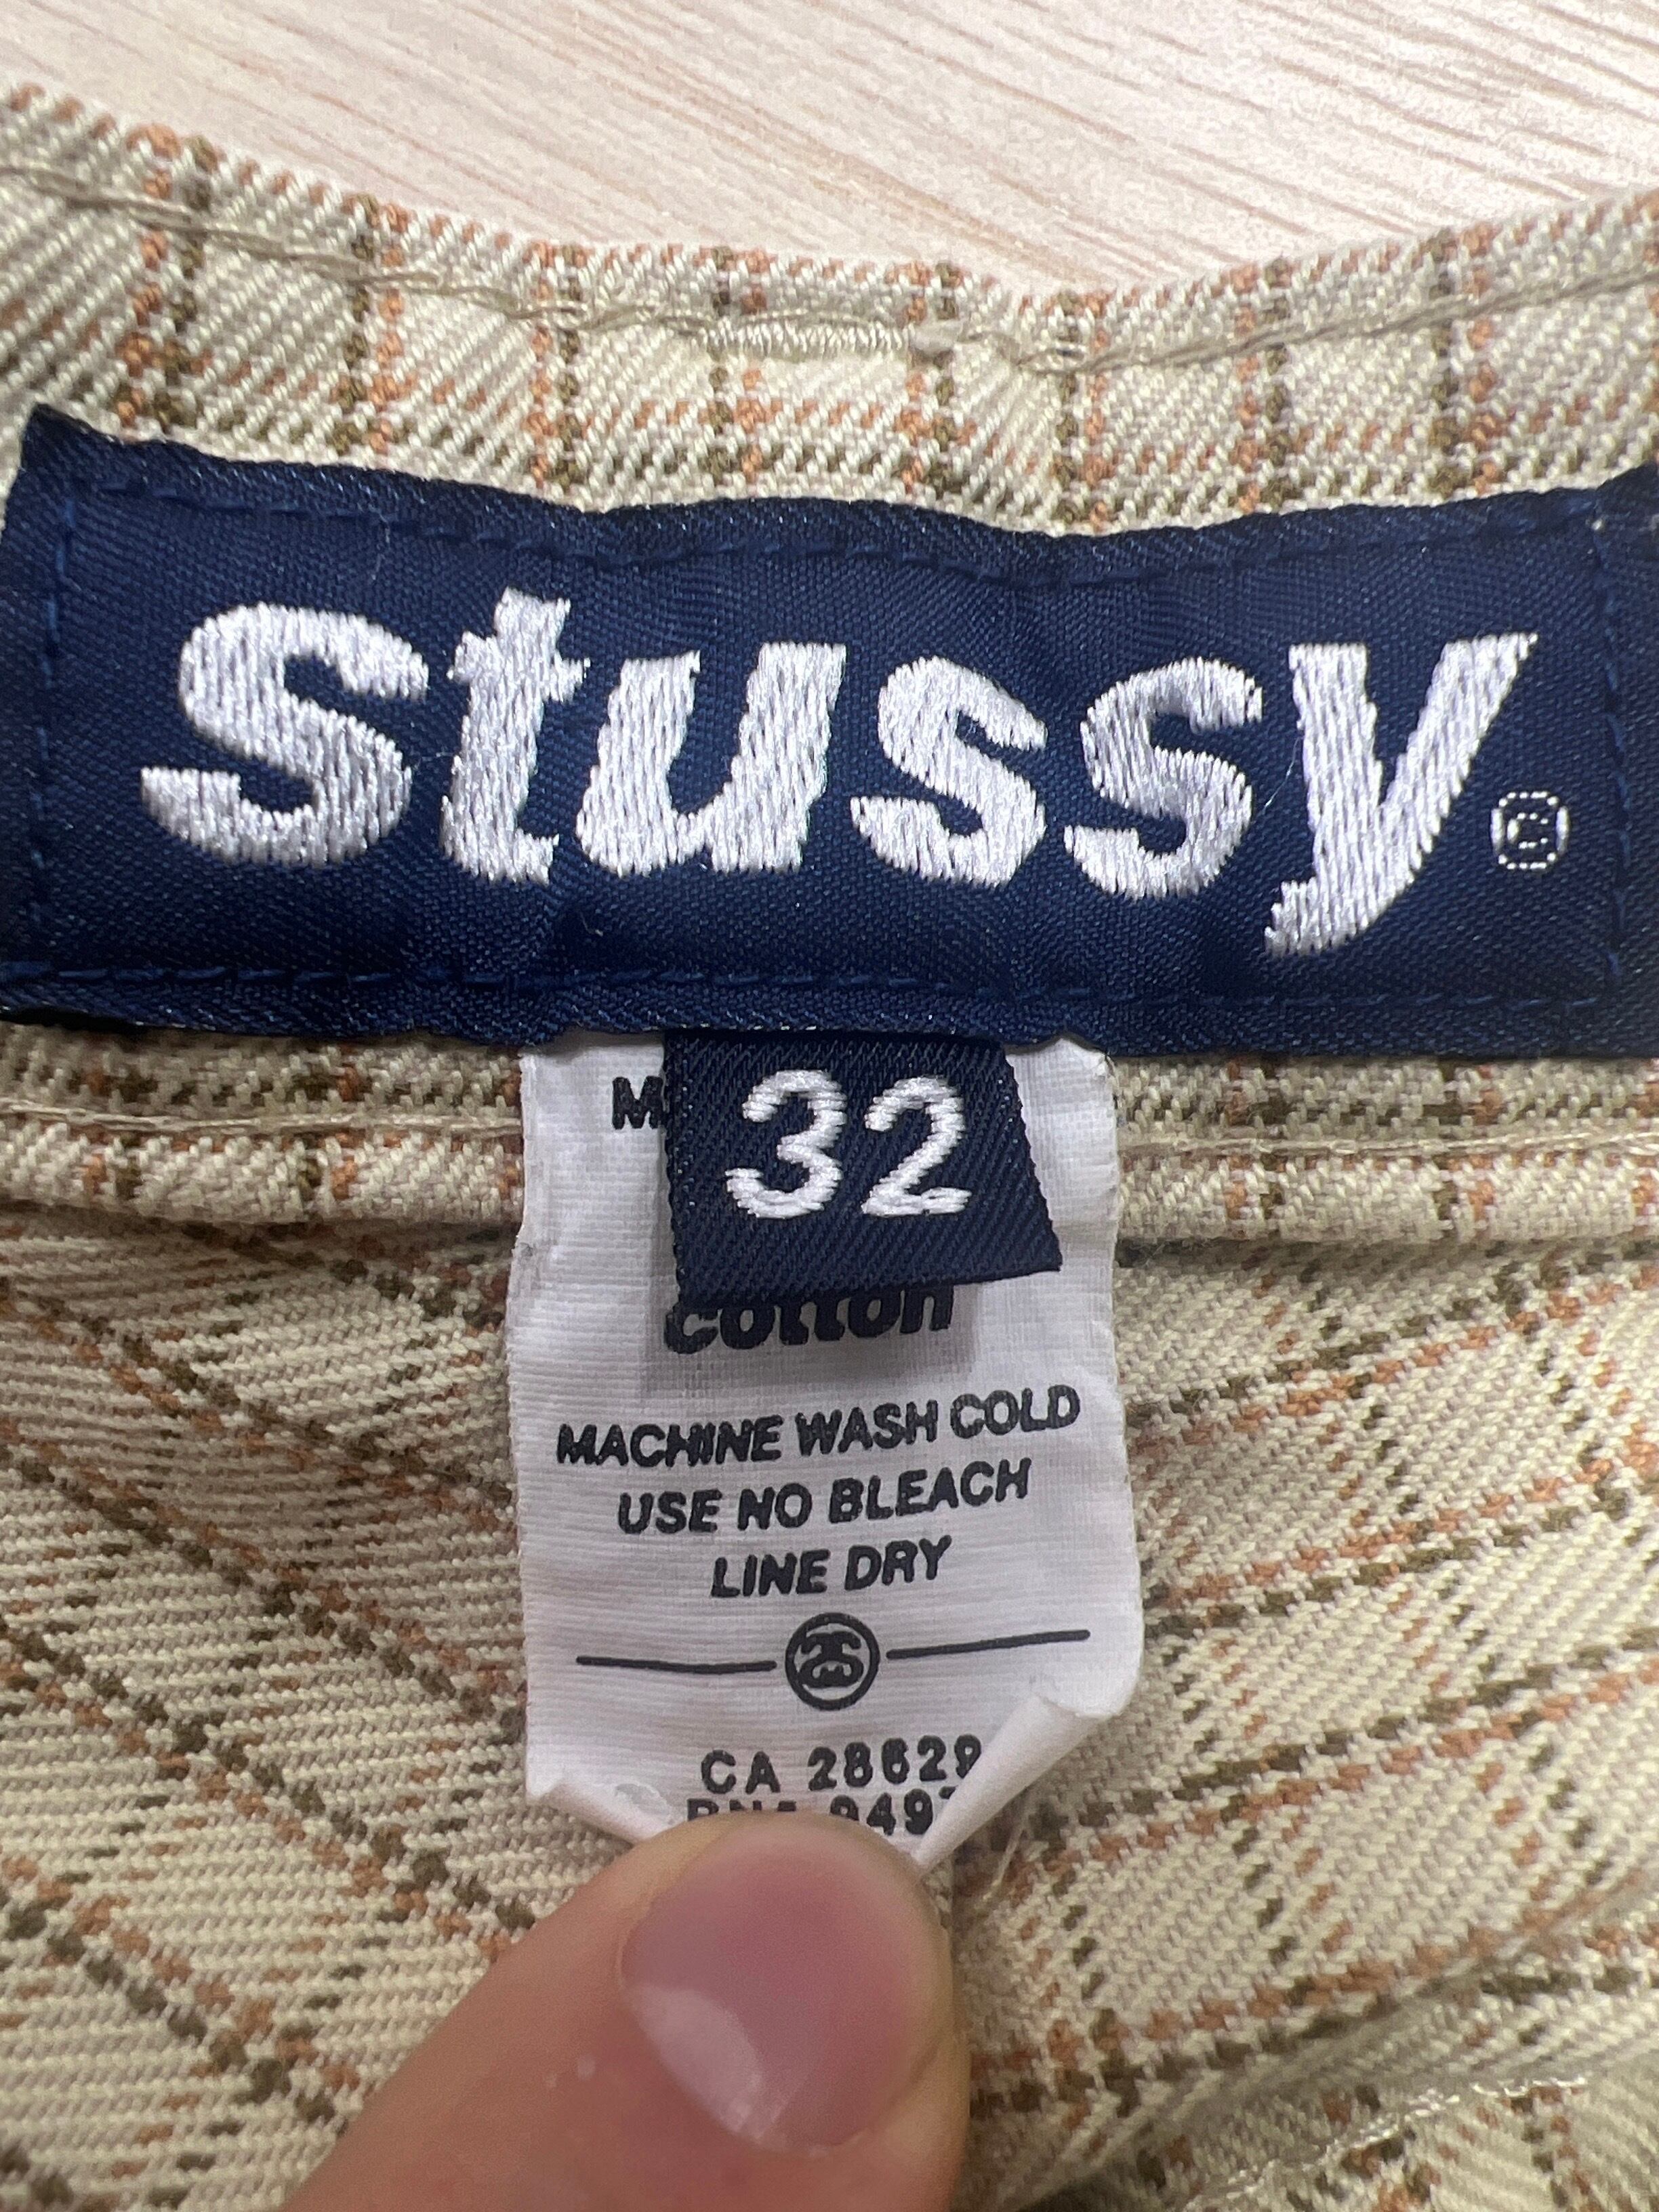 stussy ©
32
cotton
MACHINE WASH COLD
USE NO BLEACH
LINE DRY
CA 28629